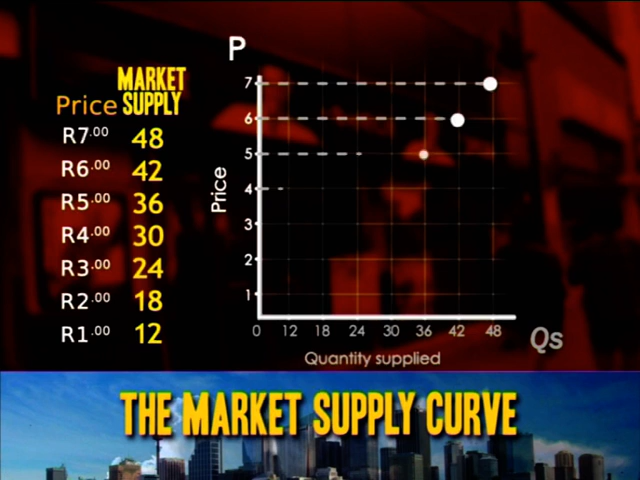 P
MARKET
Price SUPPLY
R7.00 48
R6.00 42
R5.00 36
R4.00 30
R3.00 24
R2.00 18
R1.00 12
Price
7
6
5
4
3
2
1
0 12 18 24 30 36 42 48
Qs
Quantity supplied
THE MARKET SUPPLY CURVE